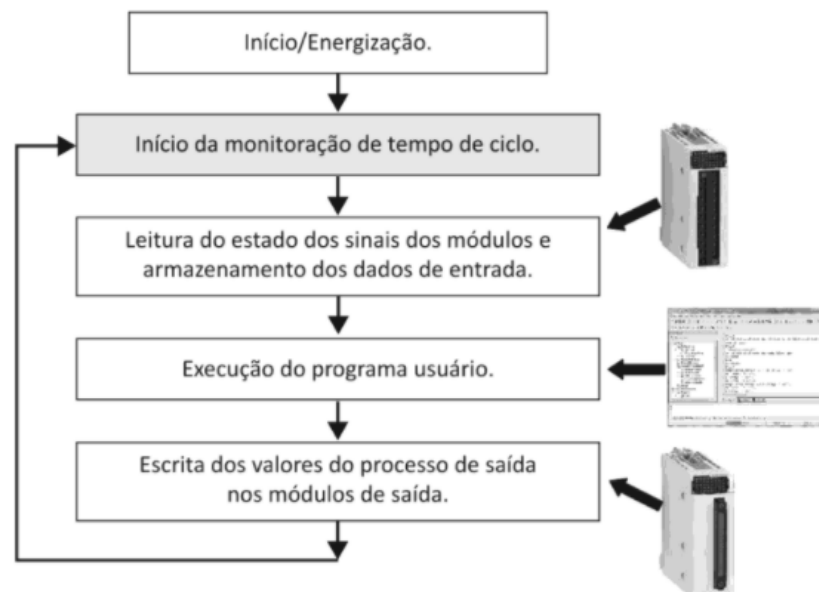 Início/Energização.
Início da monitoração de tempo de ciclo.
Leitura do estado dos sinais dos módulos e
armazenamento dos dados de entrada.
Execução do programa usuário.
Escrita dos valores do processo de saída
nos módulos de saída.